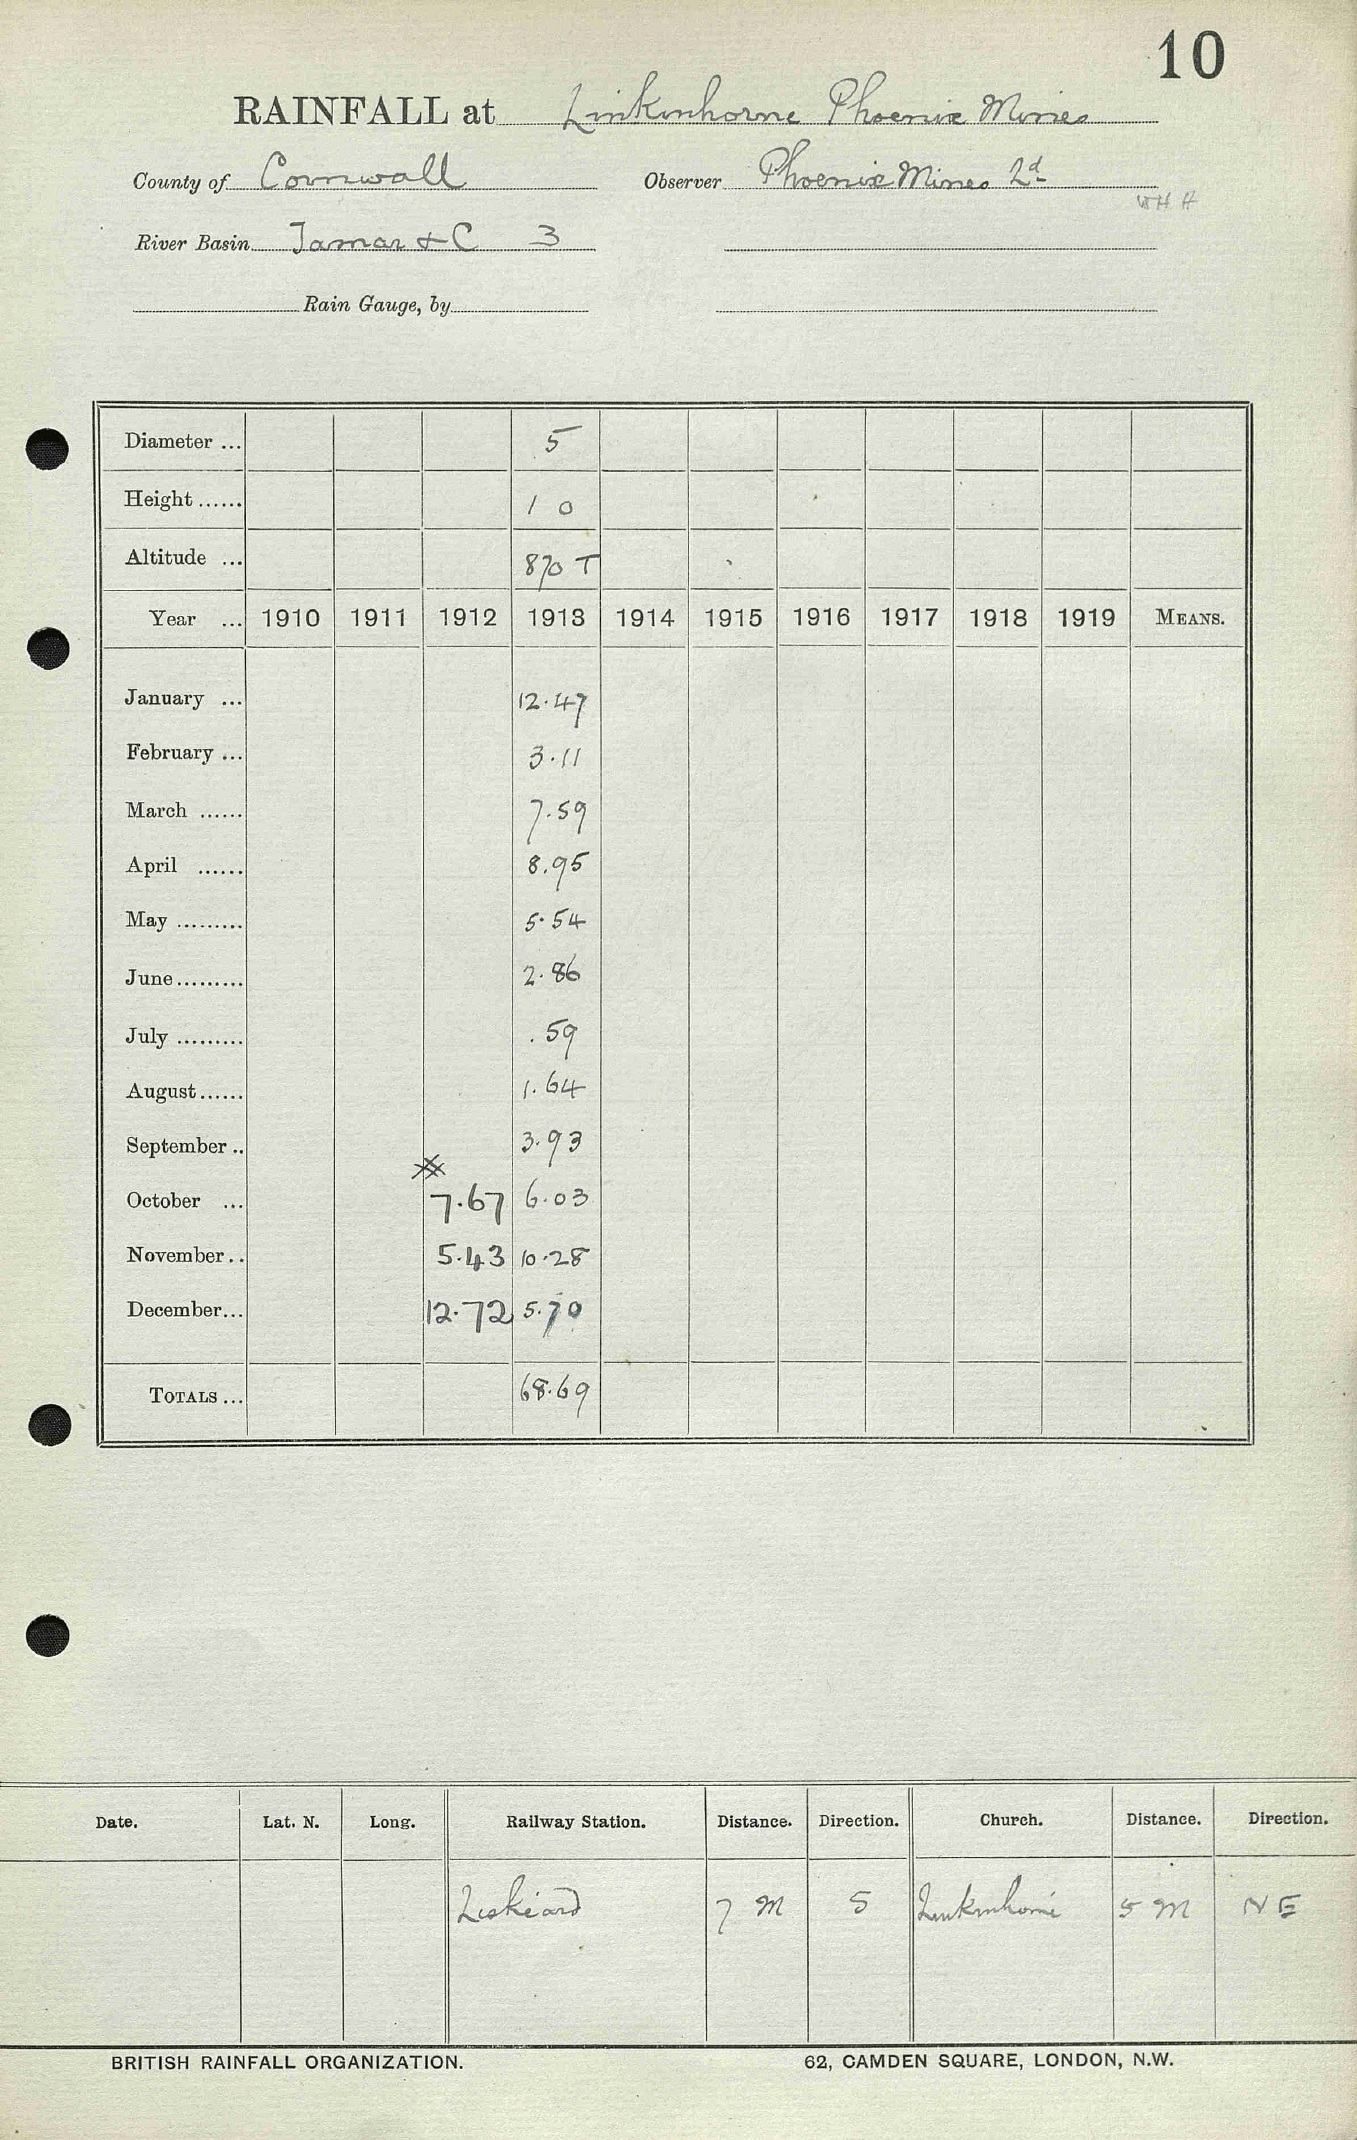 10
RAINFALL at Linkinhorne Phoenix Mines
County of Cornwall Observer Phoenix Mines Ld
W H H
River Basin Tamar & C 3
Rain Gauge, by
Diameter ... 5
Height ...... 1 0
Altitude ... 870 T
Year ... 1910 1911 1912 1913 1914 1915 1916 1917 1918 1919 MEANS.
January ... 12.47
February ... 3.11
March ...... 7.59
April ...... 8.95
May ......... 5.54
June ......... 2.86
July ......... .59
August ...... 1.64
September .. 3.93
October ... 7.67 6.03
November .. 5.43 10.28
December ... 12.72 5.70
TOTALS ... 68.69
Date. Lat. N. Long. Railway Station. Distance. Direction. Church. Distance. Direction.
Liskeard 7 M S Linkinhorne 5 M N E
BRITISH RAINFALL ORGANIZATION. 62, CAMDEN SQUARE, LONDON, N.W.